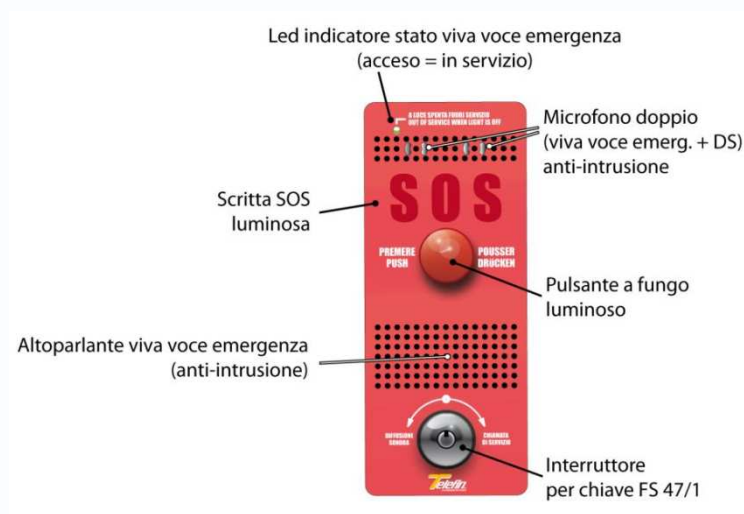 Led indicatore stato viva voce emergenza
(acceso = in servizio)
A LUCE SPENTA FUORI SERVIZIO
OUT OF SERVICE WHEN LIGHT IS OFF
Microfono doppio
(viva voce emerg. + DS)
anti-intrusione
Scritta SOS
luminosa
SOS
PREMERE
PUSH
POUSSER
DRÜCKEN
Pulsante a fungo
luminoso
Altoparlante viva voce emergenza
(anti-intrusione)
DIFFUSIONE
SONORA
CHIAMATA
DI SERVIZIO
Telefin
Interruttore
per chiave FS 47/1